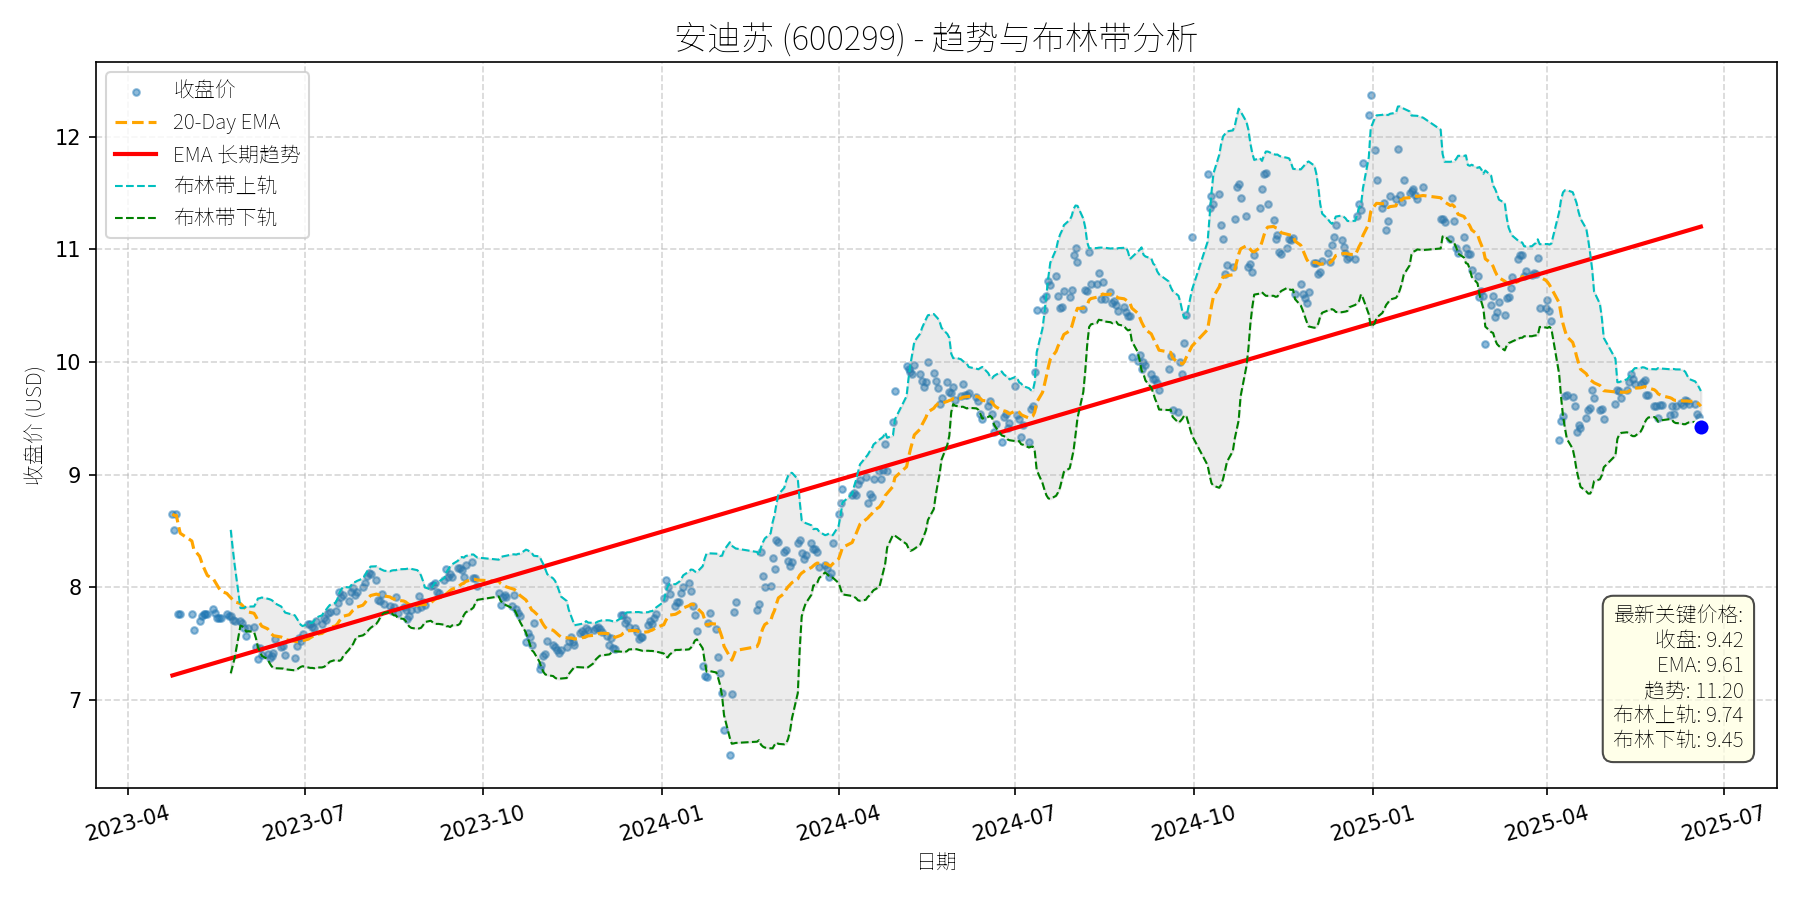 安迪苏 (600299) - 趋势与布林带分析
收盘价
20-Day EMA
EMA 长期趋势
布林带上轨
布林带下轨
收盘价 (USD)
12
11
10
9
8
7
最新关键价格:
收盘: 9.42
EMA: 9.61
趋势: 11.20
布林上轨: 9.74
布林下轨: 9.45
2023-04
2023-07
2023-10
2024-01
2024-04
2024-07
2024-10
2025-01
2025-04
2025-07
日期